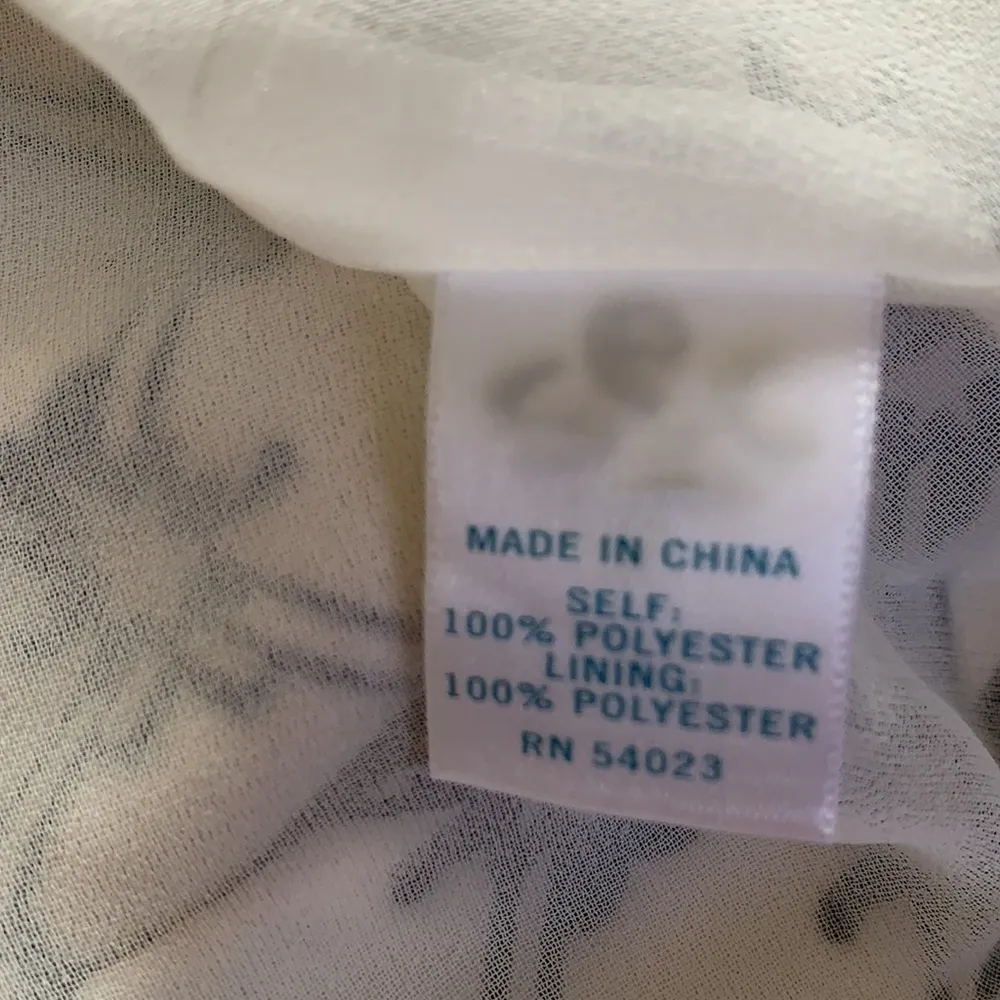 MADE IN CHINA
SELF:
100% POLYESTER
LINING:
100% POLYESTER
RN 54023